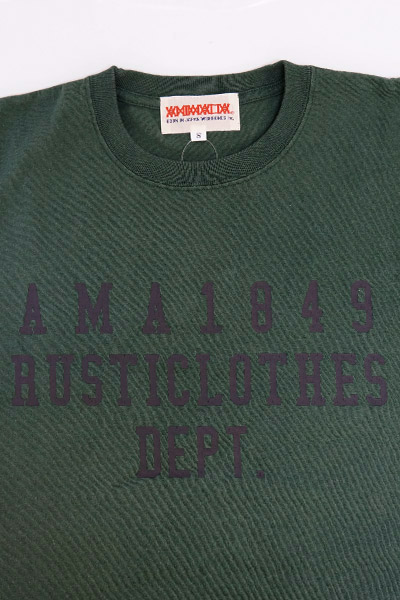 S
AMA1849
RUSTICLOTHES
DEPT.